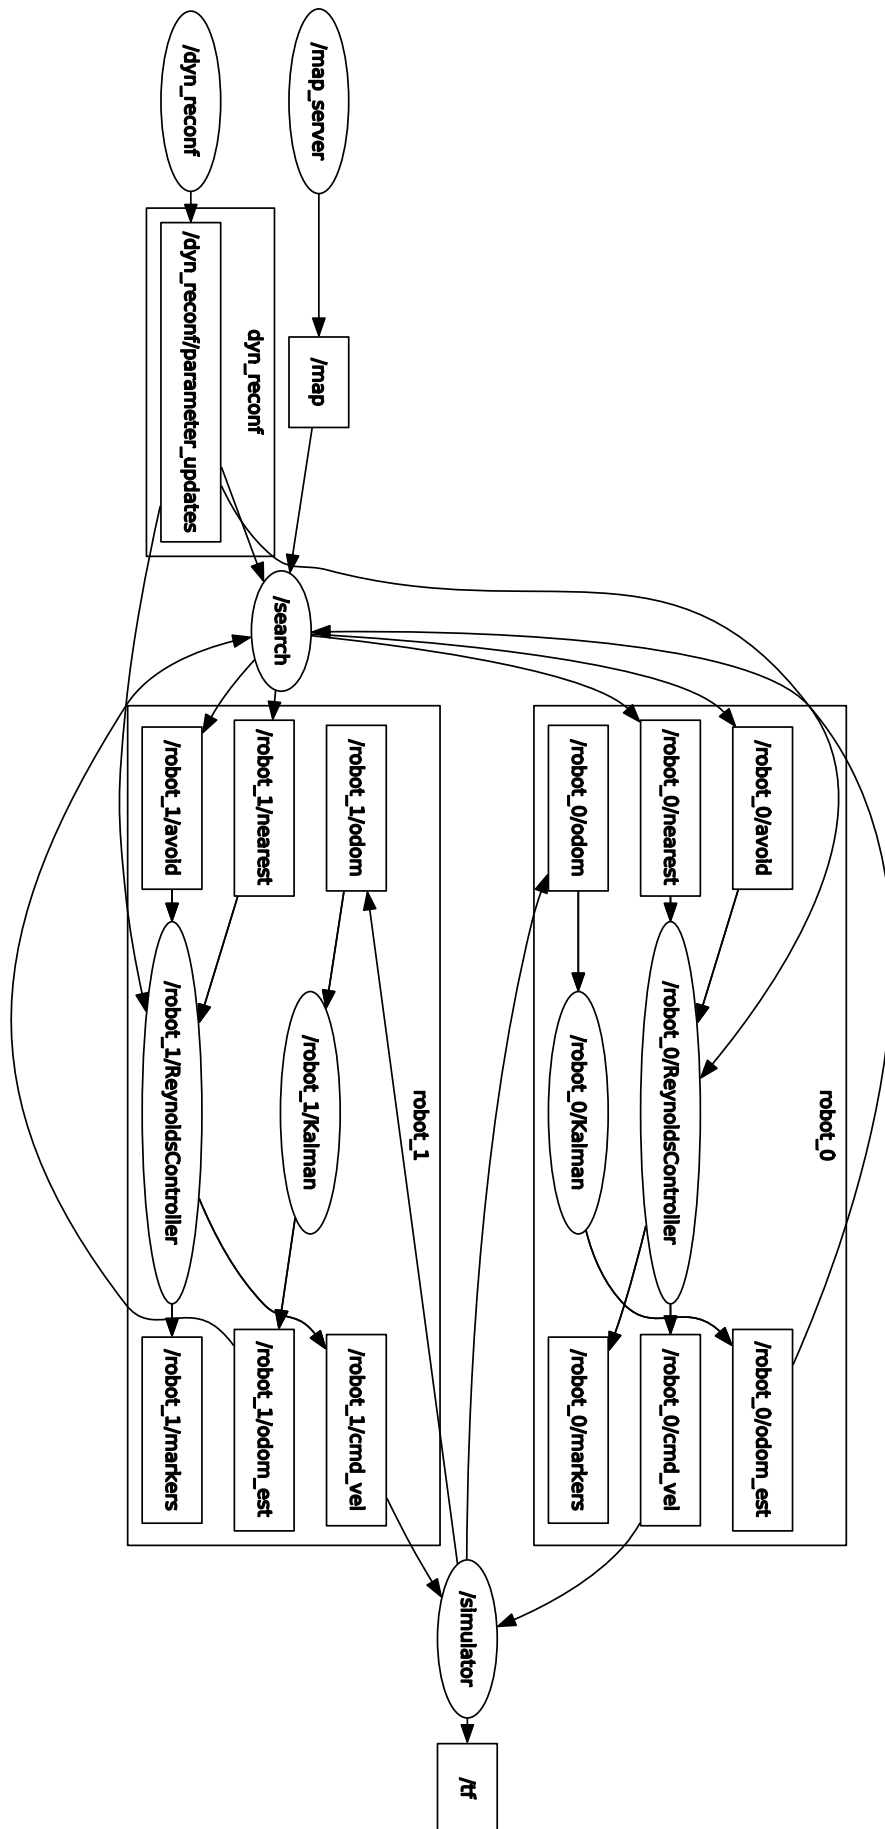 /dyn_reconf
/map_server
dyn_reconf
/dyn_reconf/parameter_updates
/map
/search
robot_0
/robot_0/avoid
/robot_0/nearest
/robot_0/odom
/robot_0/ReynoldsController
/robot_0/Kalman
/robot_0/odom_est
/robot_0/cmd_vel
/robot_0/markers
robot_1
/robot_1/odom
/robot_1/nearest
/robot_1/avoid
/robot_1/Kalman
/robot_1/ReynoldsController
/robot_1/cmd_vel
/robot_1/odom_est
/robot_1/markers
/simulator
/tf